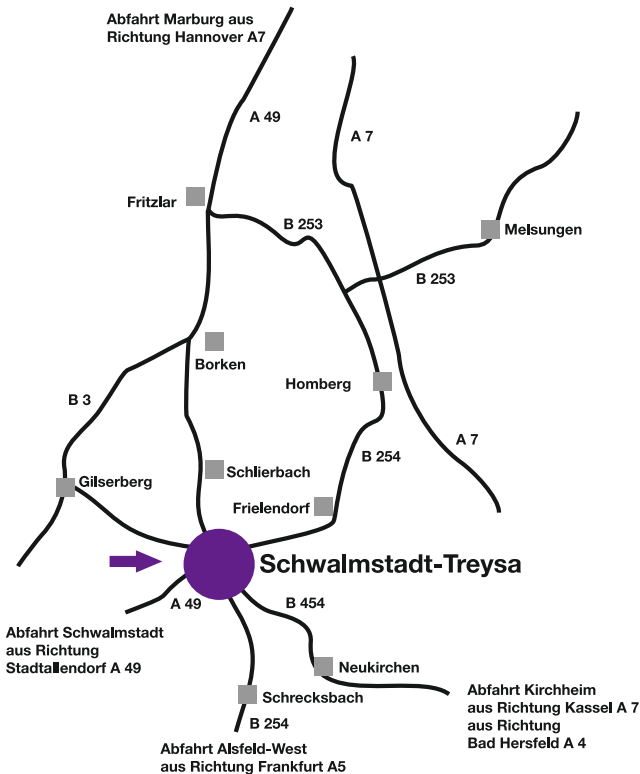 Abfahrt Marburg aus
Richtung Hannover A7
A 49
A 7
Fritzlar
B 253
Melsungen
B 253
Borken
Homberg
B 3
A 7
B 254
Schlierbach
Gilserberg
Frielendorf
Schwalmstadt-Treysa
A 49
B 454
Abfahrt Schwalmstadt
aus Richtung
Stadtallendorf A 49
Neukirchen
Schrecksbach
Abfahrt Kirchheim
aus Richtung Kassel A 7
aus Richtung
Bad Hersfeld A 4
B 254
Abfahrt Alsfeld-West
aus Richtung Frankfurt A5